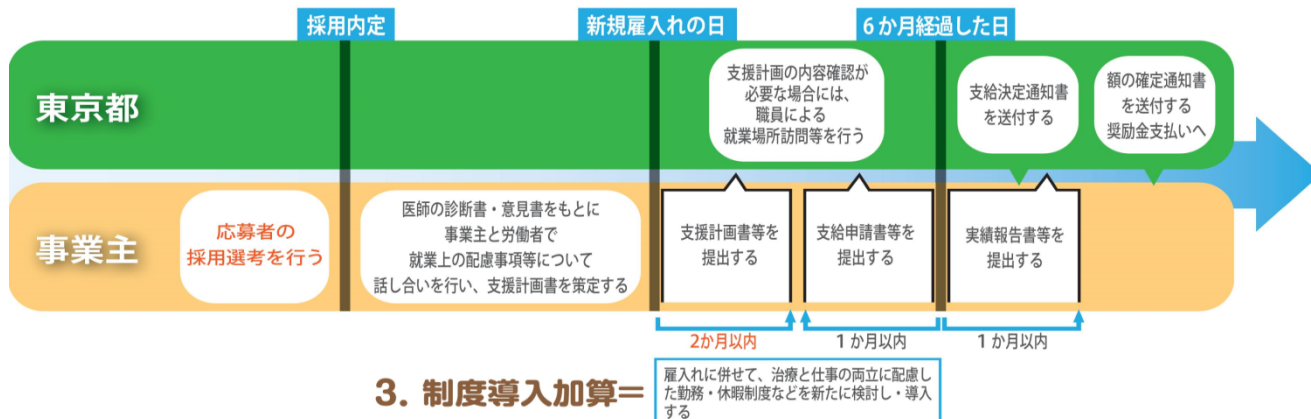 採用内定
新規雇入れの日
6か月経過した日
東京都
支援計画の内容確認が
必要な場合には、
職員による
就業場所訪問等を行う
支給決定通知書
を送付する
額の確定通知書
を送付する
奨励金支払いへ
事業主
応募者の
採用選考を行う
医師の診断書・意見書をもとに
事業主と労働者で
就業上の配慮事項等について
話し合いを行い、支援計画書を策定する
支援計画書等を
提出する
支給申請書等を
提出する
実績報告書等を
提出する
2か月以内
1か月以内
1か月以内
3. 制度導入加算=
雇入れに併せて、治療と仕事の両立に配慮し
た勤務・休暇制度などを新たに検討し・導入
する